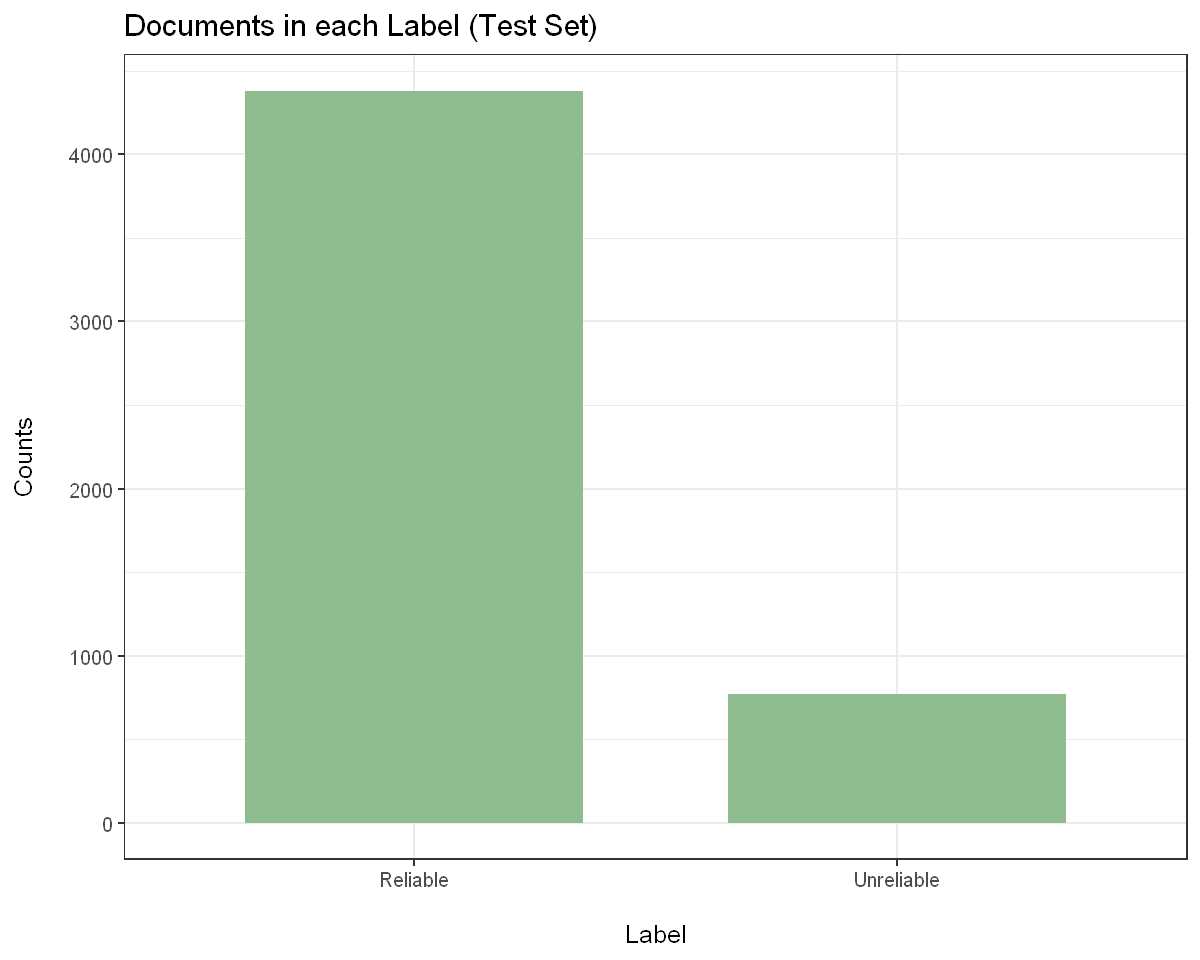 Documents in each Label (Test Set)
Counts
4000
3000
2000
1000
0
Reliable
Unreliable
Label